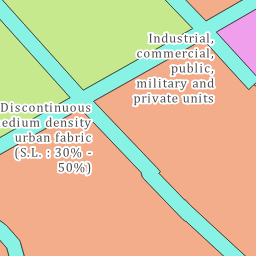 Industrial,
commercial,
public,
military and
private units
Discontinuous
edium density
urban fabric
(S.L. : 30% -
50%)